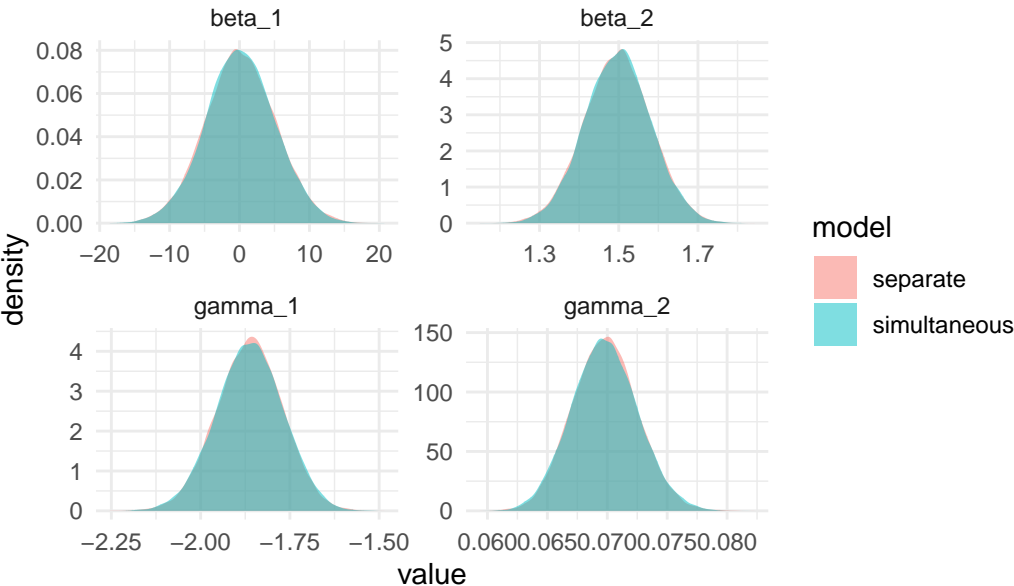 beta_1
beta_2
0.08
0.06
0.04
0.02
0.00
−20 −10 0 10 20
5
4
3
2
1
0
1.3 1.5 1.7
gamma_1
gamma_2
4
3
2
1
0
−2.25 −2.00 −1.75 −1.50
150
100
50
0
0.0600.0650.0700.0750.080
density
value
model
separate
simultaneous